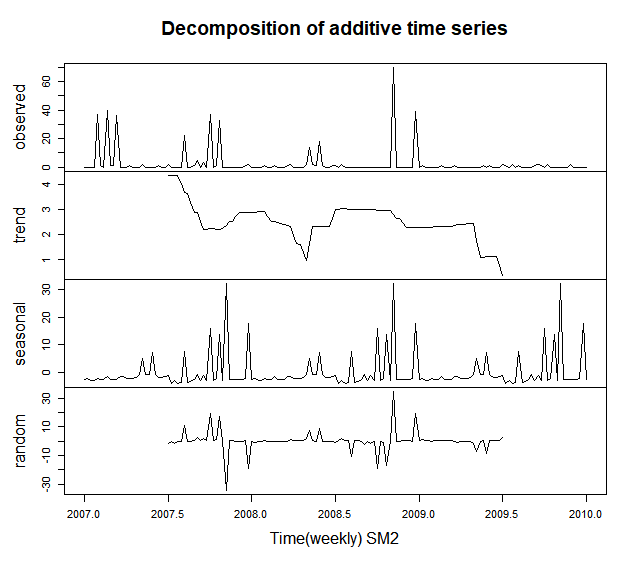 Decomposition of additive time series
observed
0 20 40 60
trend
1 2 3 4
seasonal
0 10 20 30
random
-30 -10 10 30
2007.0 2007.5 2008.0 2008.5 2009.0 2009.5 2010.0
Time(weekly) SM2